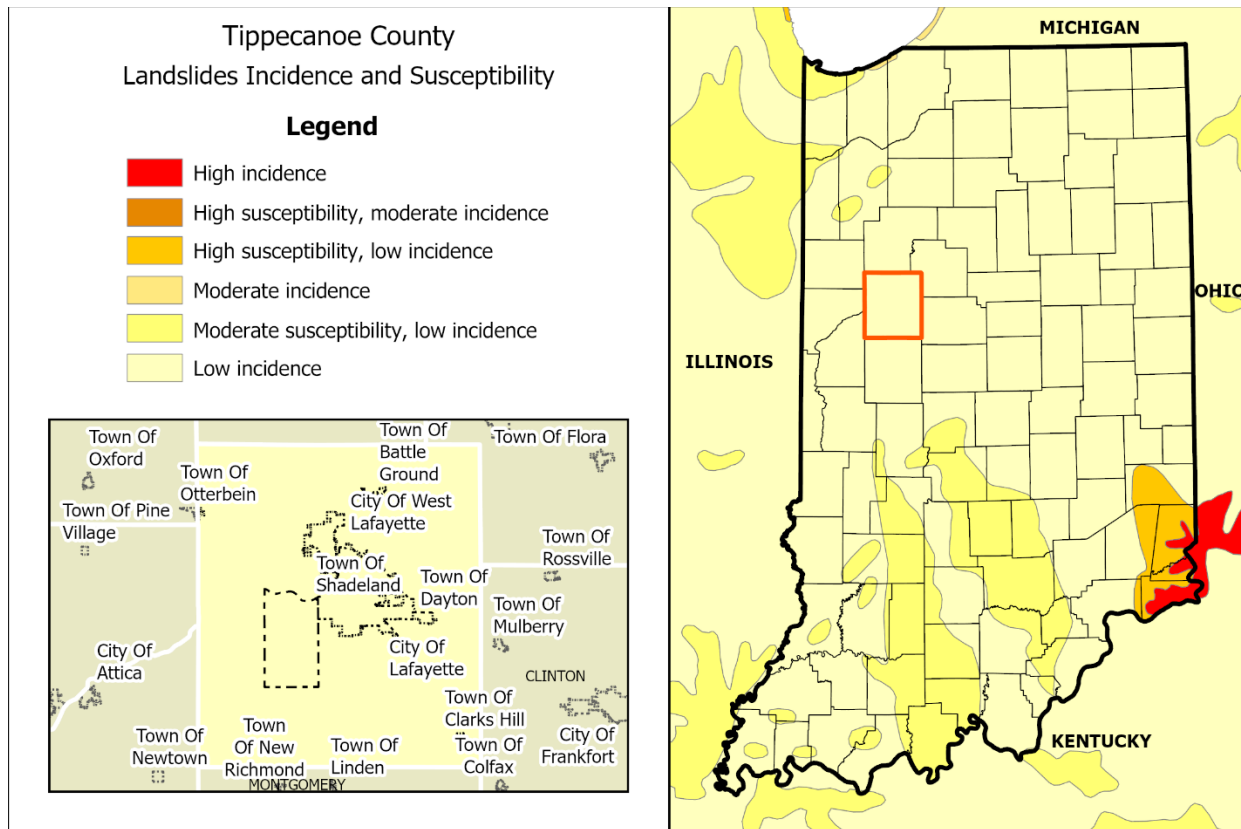 Tippecanoe County
Landslides Incidence and Susceptibility
Legend
High incidence
High susceptibility, moderate incidence
High susceptibility, low incidence
Moderate incidence
Moderate susceptibility, low incidence
Low incidence
Town Of
Oxford
Town Of
Otterbein
Town Of
Battle
Ground
Town Of Flora
Town Of Pine
Village
City Of West
Lafayette
Town Of
Rossville
Town Of
Shadeland
Town Of
Dayton
Town Of
Mulberry
City Of
Attica
City Of
Lafayette
CLINTON
Town Of
Clarks Hill
City Of
Frankfort
Town Of
Newtown
Town
Of New
Richmond
Town Of
Linden
Town Of
Colfax
MONTGOMERY
MICHIGAN
OHIO
ILLINOIS
KENTUCKY